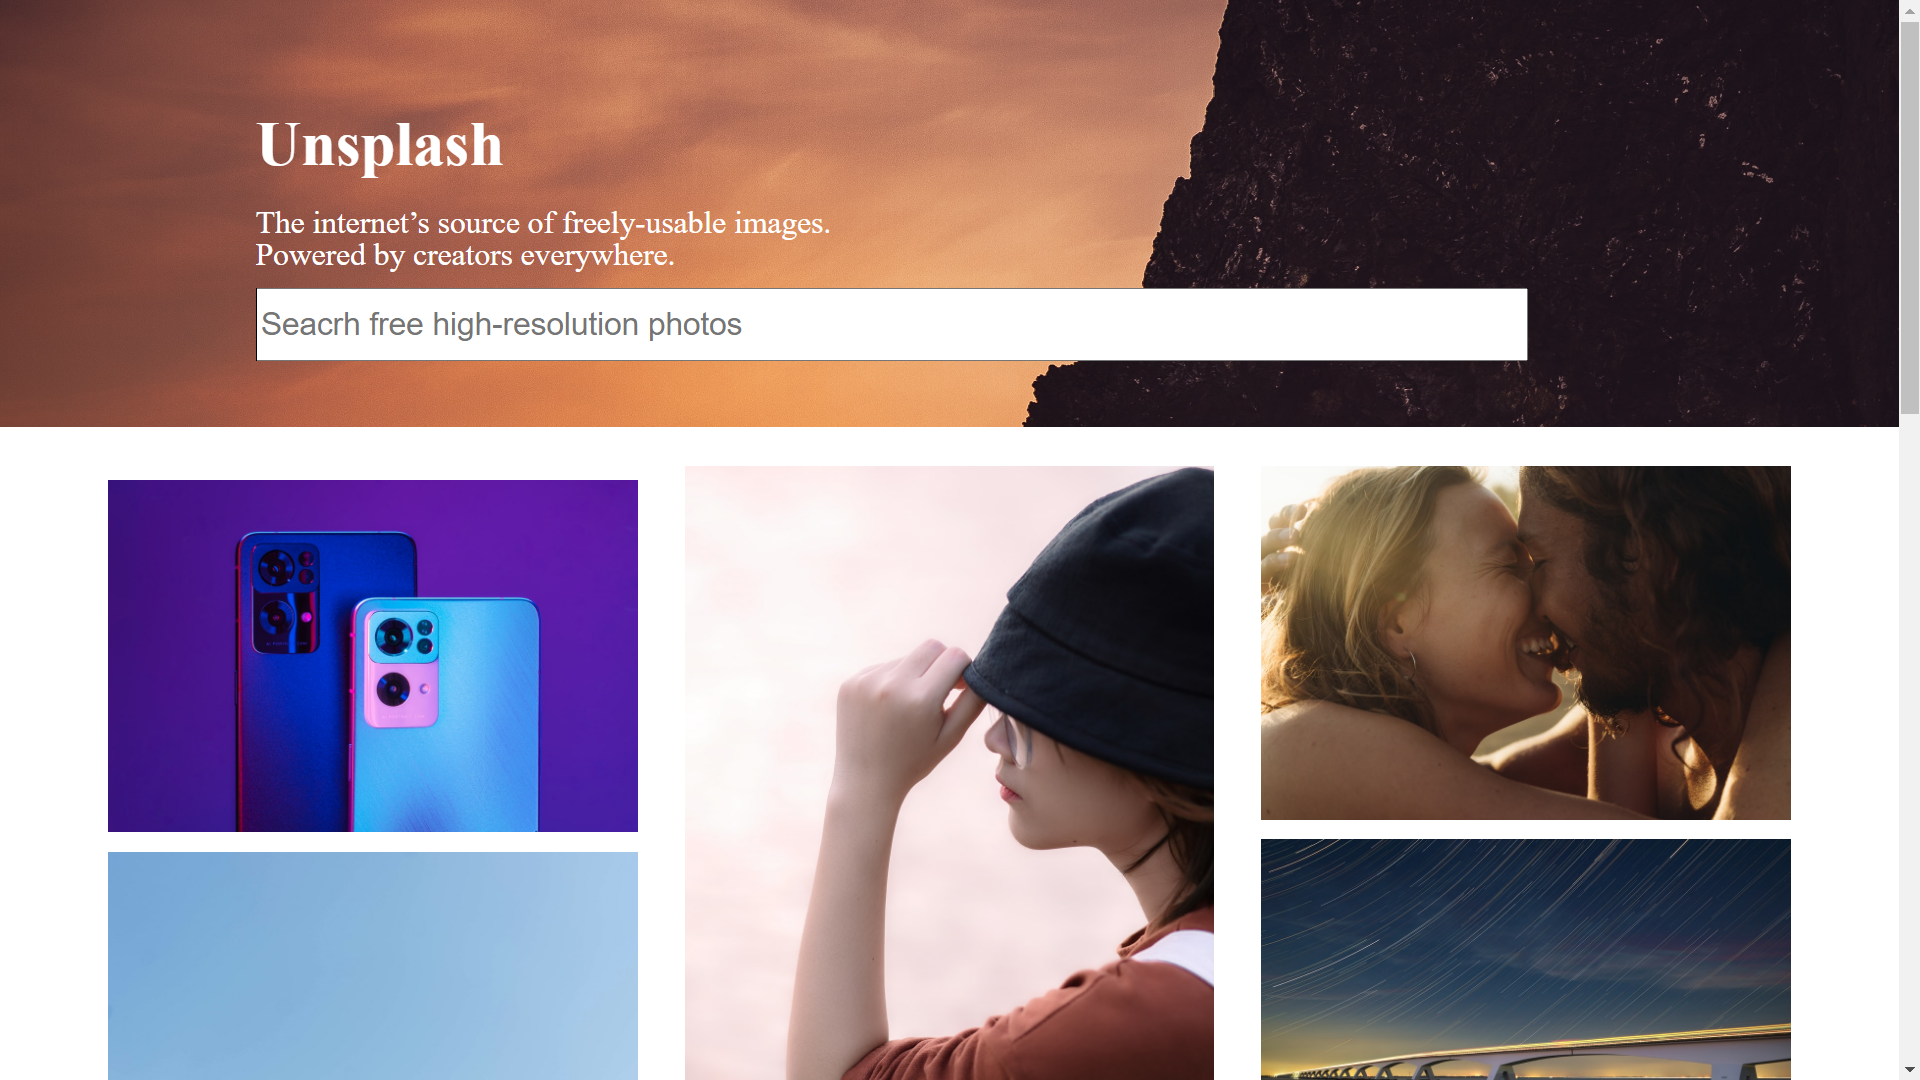 Unsplash
The internet’s source of freely-usable images.
Powered by creators everywhere.
Seacrh free high-resolution photos